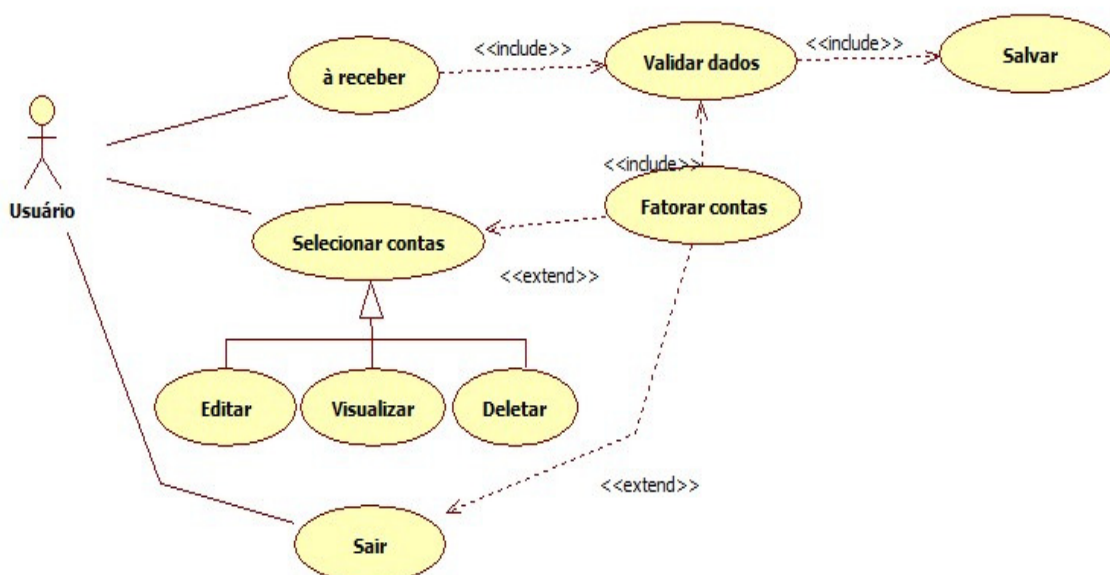 <<include>>
<<include>>
à receber
Validar dados
Salvar
<<include>>
Usuário
Fatorar contas
Selecionar contas
<<extend>>
Editar
Visualizar
Deletar
<<extend>>
Sair